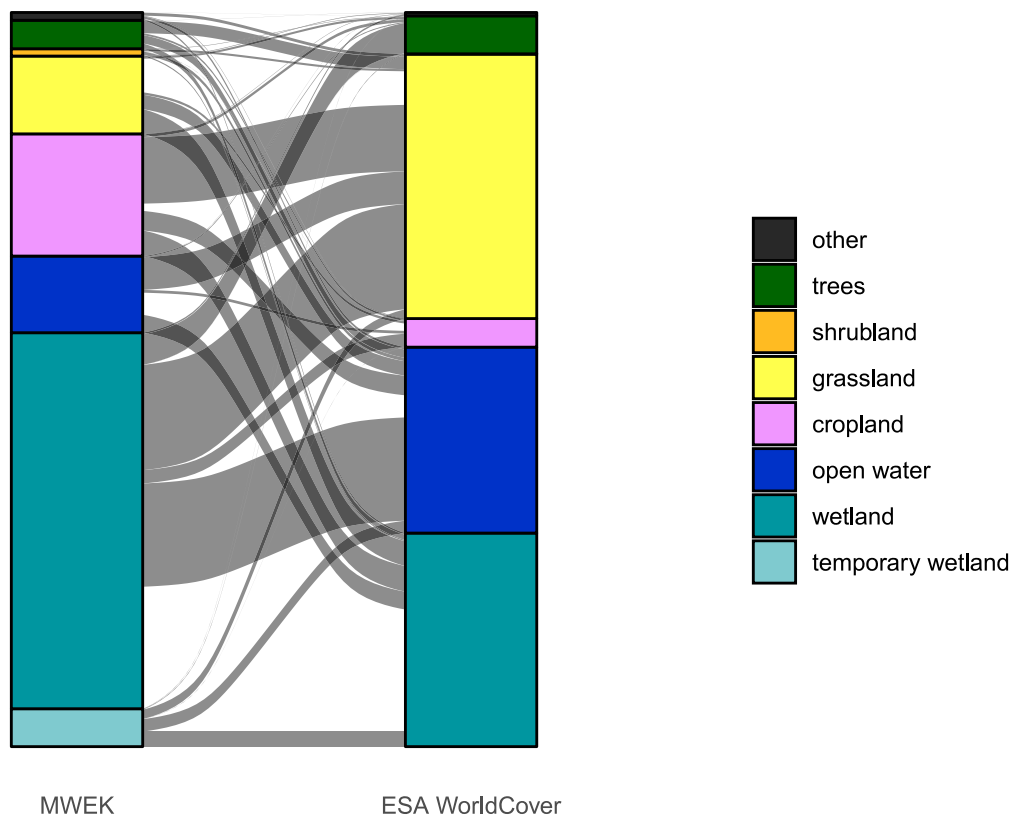 other
trees
shrubland
grassland
cropland
open water
wetland
temporary wetland
MWEK
ESA WorldCover